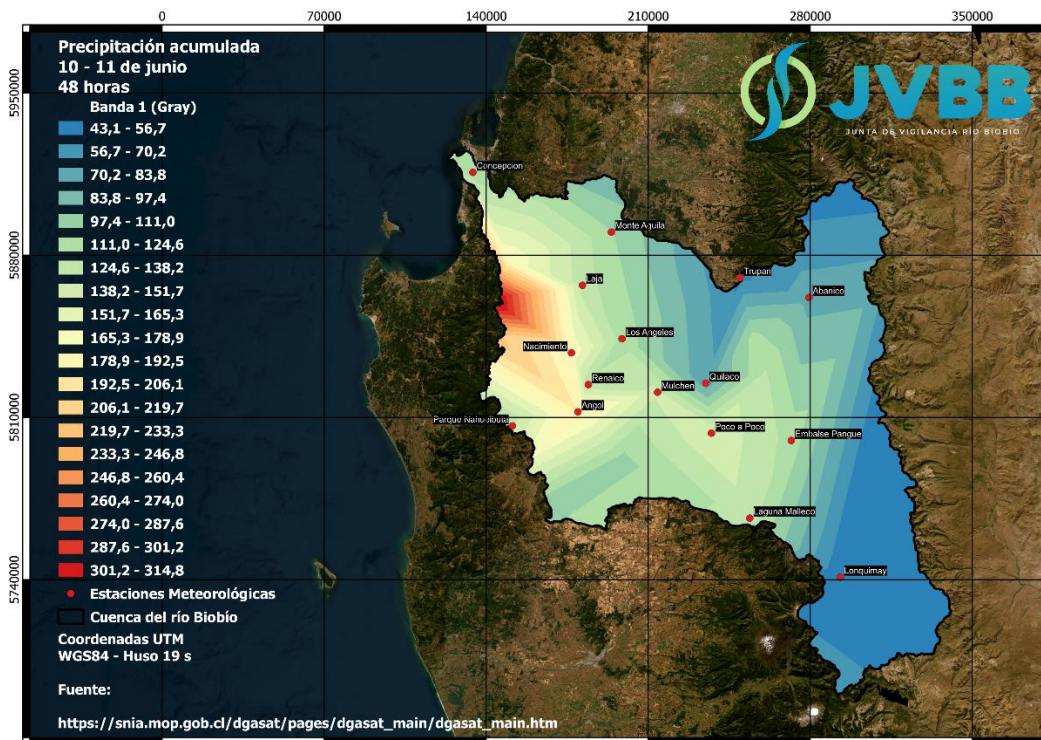 0 70000 140000 210000 280000 350000
Precipitación acumulada
10 - 11 de junio
48 horas
Banda 1 (Gray)
43,1 - 56,7
56,7 - 70,2
70,2 - 83,8
83,8 - 97,4
97,4 - 111,0
111,0 - 124,6
124,6 - 138,2
138,2 - 151,7
151,7 - 165,3
165,3 - 178,9
178,9 - 192,5
192,5 - 206,1
206,1 - 219,7
219,7 - 233,3
233,3 - 246,8
246,8 - 260,4
260,4 - 274,0
274,0 - 287,6
287,6 - 301,2
301,2 - 314,8
Estaciones Meteorológicas
Cuenca del río Biobío
Coordenadas UTM
WGS84 - Huso 19 s
Fuente:
https://snia.mop.gob.cl/dgasat/pages/dgasat_main/dgasat_main.htm
JVBB
JUNTA DE VIGILANCIA RÍO BIOBÍO
5950000
5880000
5810000
5740000
Concepcion
Monte Aguila
Trupan
Laja
Abanico
Los Angeles
Nacimiento
Renaico
Quilaco
Mulchen
Angol
Parque Nahuelbuta
Poco a Poco
Embalse Pangue
Laguna Malleco
Lonquimay